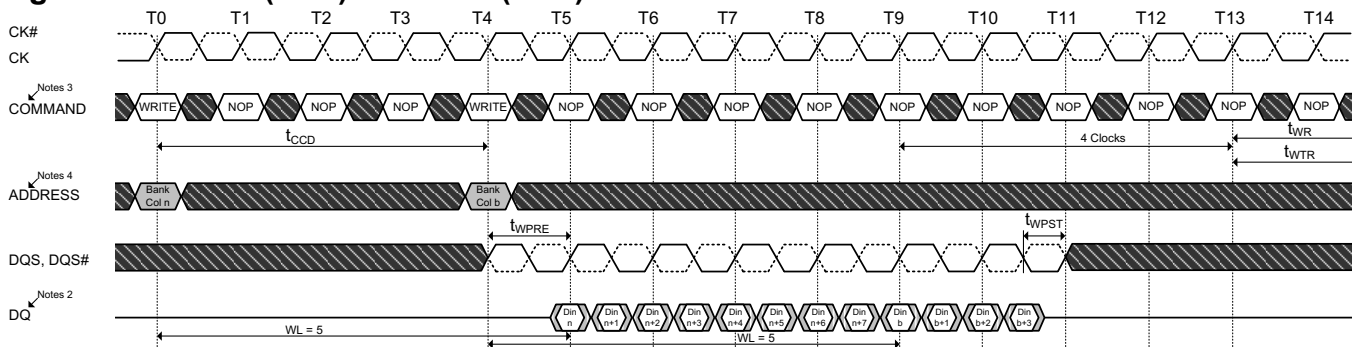 T0 T1 T2 T3 T4 T5 T6 T7 T8 T9 T10 T11 T12 T13 T14
CK#
CK
Notes 3
COMMAND
WRITE NOP NOP NOP WRITE NOP NOP NOP NOP NOP NOP NOP NOP NOP NOP
tCCD
4 Clocks
tWR
tWTR
Notes 4
ADDRESS
Bank
Col n
Bank
Col b
tWPRE
tWPST
DQS, DQS#
Notes 2
DQ
Din
n
Din
n+1
Din
n+2
Din
n+3
Din
n+4
Din
n+5
Din
n+6
Din
n+7
Din
b
Din
b+1
Din
b+2
Din
b+3
WL = 5
WL = 5